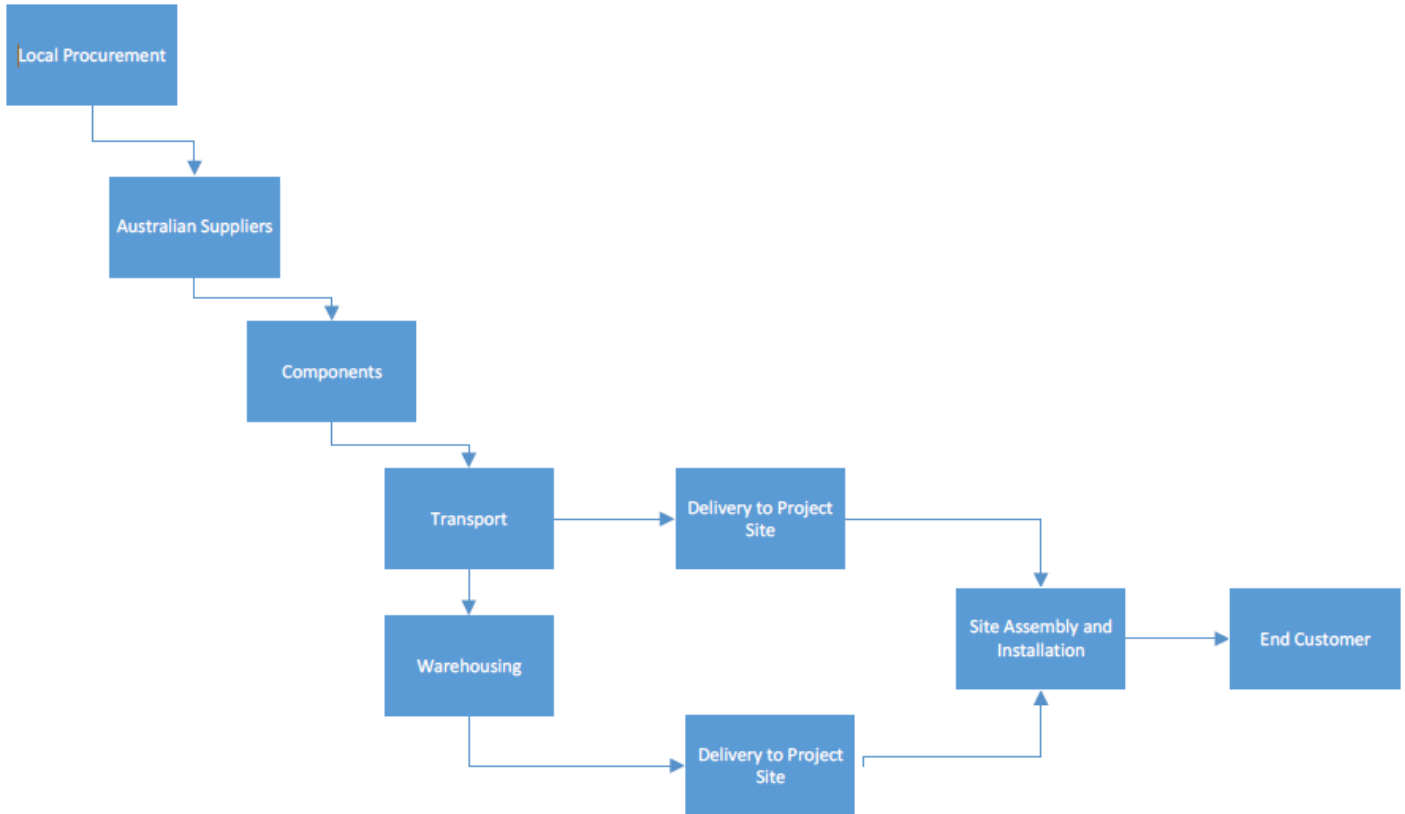 Local Procurement
Australian Suppliers
Components
Transport
Delivery to Project
Site
Warehousing
Site Assembly and
Installation
End Customer
Delivery to Project
Site